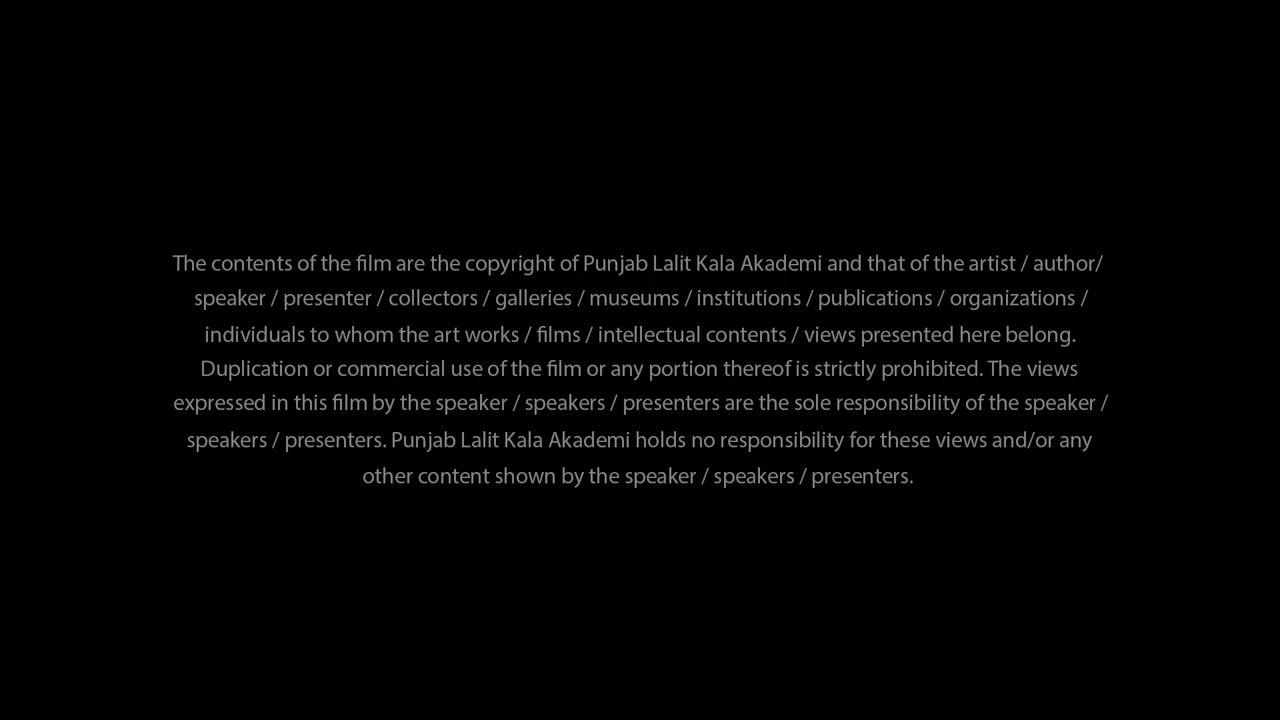 The contents of the film are the copyright of Punjab Lalit Kala Akademi and that of the artist / author/
speaker / presenter / collectors / galleries / museums / institutions / publications / organizations /
individuals to whom the art works / films / intellectual contents / views presented here belong.
Duplication or commercial use of the film or any portion thereof is strictly prohibited. The views
expressed in this film by the speaker / speakers / presenters are the sole responsibility of the speaker /
speakers / presenters. Punjab Lalit Kala Akademi holds no responsibility for these views and/or any
other content shown by the speaker / speakers / presenters.